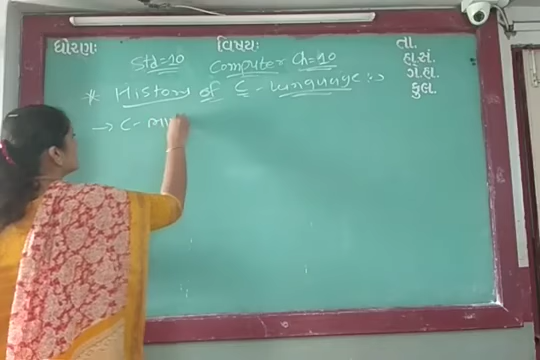 ધોરણઃ વિષયઃ તા.
Std=10 Computer Ch=10 હા.સં.
ગે.હા.
* History of C-language :->
કુલ
→ C- ભા